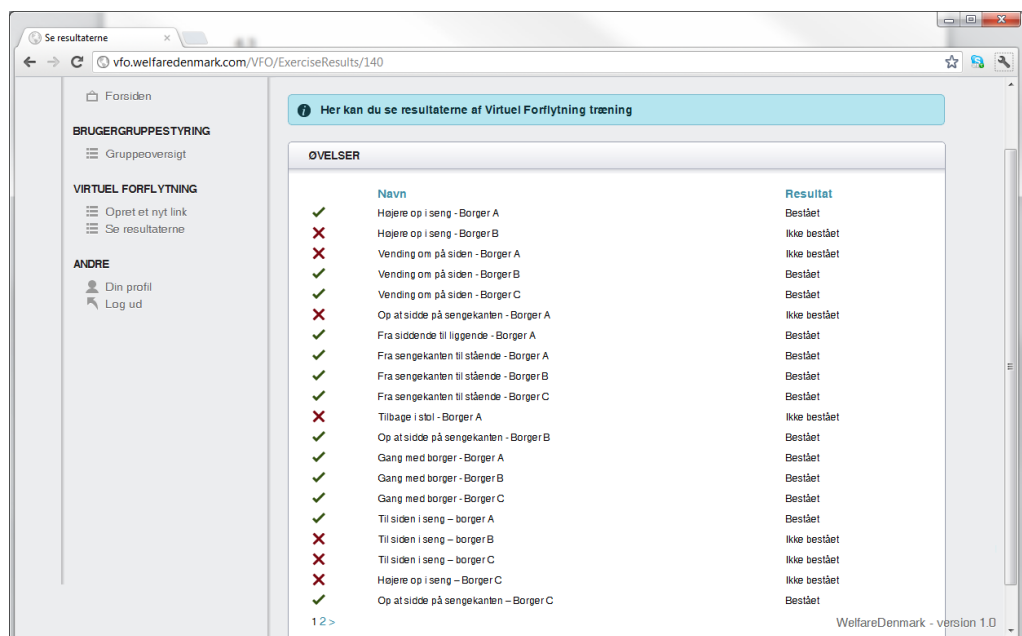 Se resultaterne
vfo.welfaredenmark.com/VFO/ExerciseResults/140
Forsiden
BRUGERGRUPPESTYRING
Gruppeoversigt
VIRTUEL FORFLYTNING
Opret et nyt link
Se resultaterne
ANDRE
Din profil
Log ud
Her kan du se resultaterne af Virtuel Forflytning træning
ØVELSER
Navn Resultat
Højere op i seng - Borger A Bestået
Højere op i seng - Borger B Ikke bestået
Vending om på siden - Borger A Ikke bestået
Vending om på siden - Borger B Bestået
Vending om på siden - Borger C Bestået
Op at sidde på sengekanten - Borger A Ikke bestået
Fra siddende til liggende - Borger A Bestået
Fra sengekanten til stående - Borger A Bestået
Fra sengekanten til stående - Borger B Bestået
Fra sengekanten til stående - Borger C Bestået
Tilbage i stol - Borger A Ikke bestået
Op at sidde på sengekanten - Borger B Bestået
Gang med borger - Borger A Bestået
Gang med borger - Borger B Bestået
Gang med borger - Borger C Bestået
Til siden i seng – borger A Bestået
Til siden i seng – borger B Ikke bestået
Til siden i seng – borger C Ikke bestået
Højere op i seng – Borger C Ikke bestået
Op at sidde på sengekanten – Borger C Bestået
1 2 >
WelfareDenmark - version 1.0